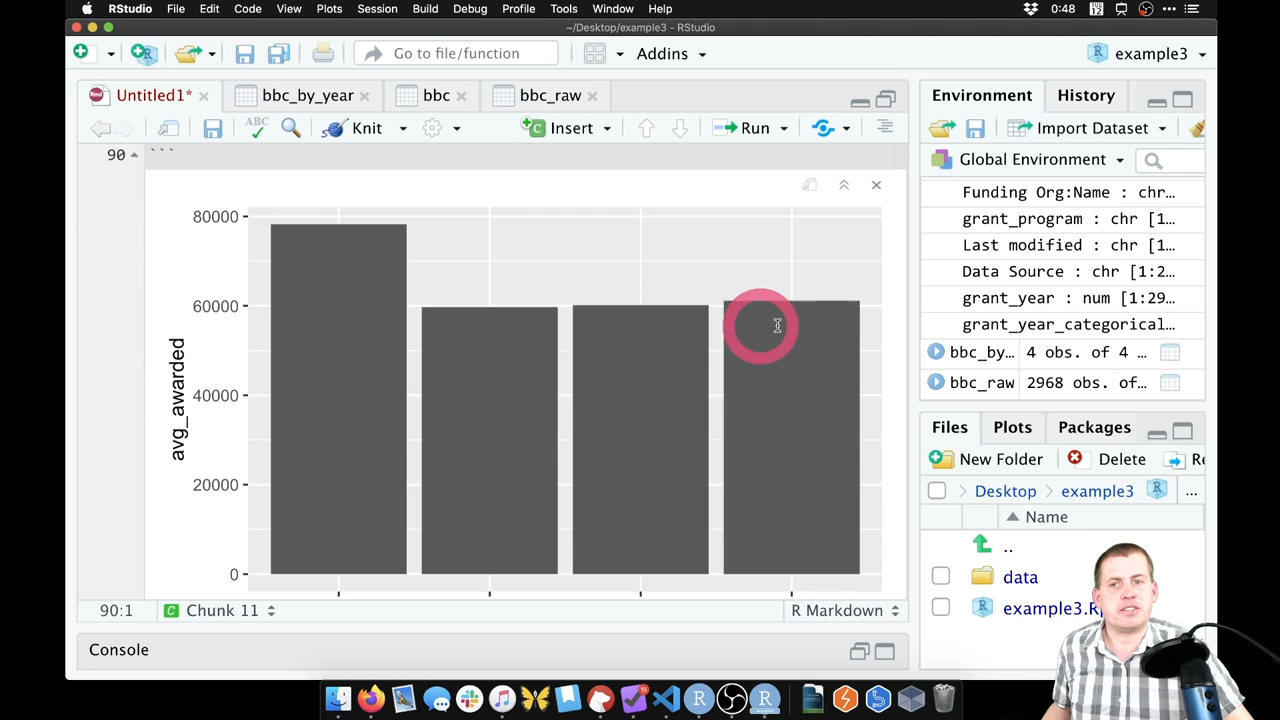 RStudio File Edit Code View Plots Session Build Debug Profile Tools Window Help 0:48
~/Desktop/example3 - RStudio
Go to file/function Addins example3
Untitled1* bbc_by_year bbc bbc_raw
ABC Knit Insert Run
90 ```
80000
60000
40000
20000
0
avg_awarded
90:1 Chunk 11 R Markdown
Console
Environment History
Import Dataset
Global Environment
Funding Org:Name : chr…
grant_program : chr [1…
Last modified : chr [1…
Data Source : chr [1:2…
grant_year : num [1:29…
grant_year_categorical…
bbc_by… 4 obs. of 4 …
bbc_raw 2968 obs. of…
Files Plots Packages
New Folder Delete Re
Desktop example3 ...
Name
..
data
example3.R